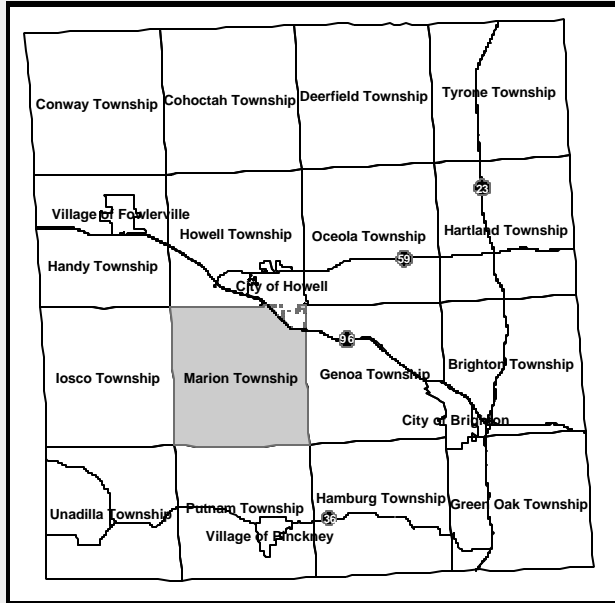 Conway Township
Cohoctah Township
Deerfield Township
Tyrone Township
23
Village of Fowlerville
Howell Township
Oceola Township
Hartland Township
Handy Township
59
City of Howell
96
Iosco Township
Marion Township
Genoa Township
Brighton Township
City of Brighton
Unadilla Township
Putnam Township
Hamburg Township
Green Oak Township
36
Village of Pinckney